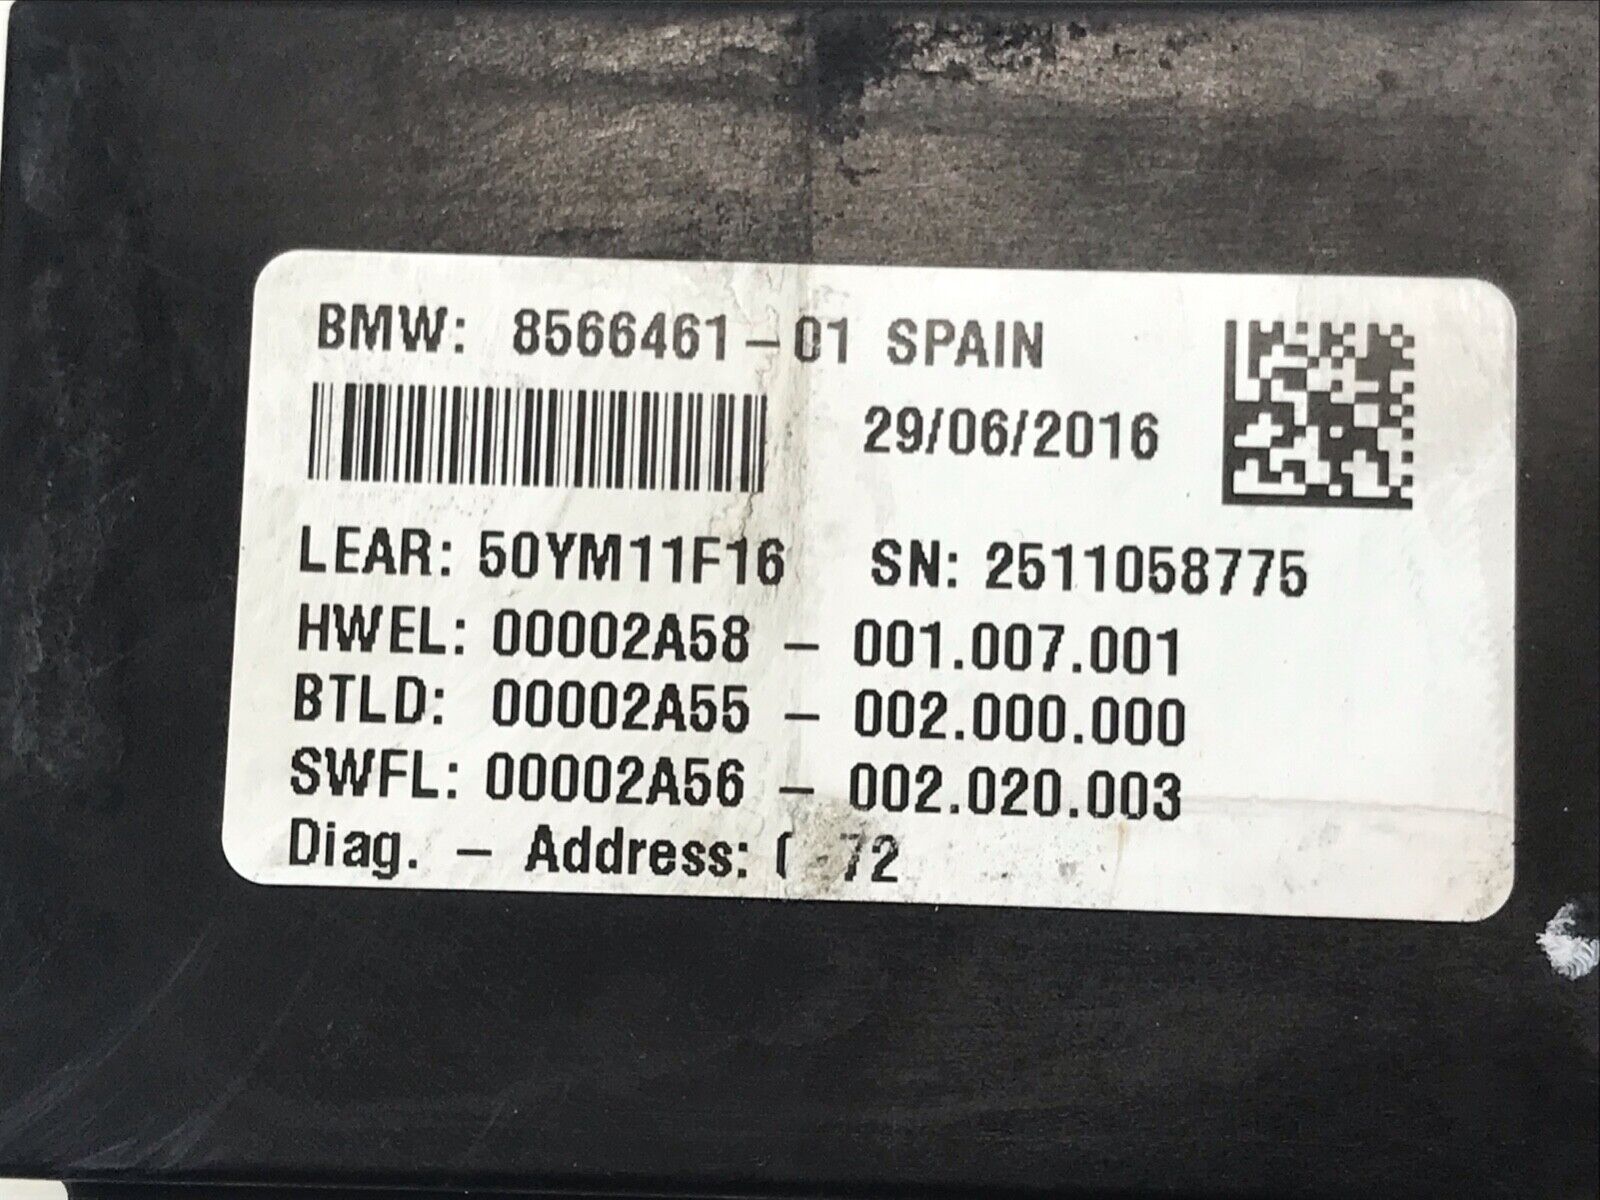 BMW: 8566461-01 SPAIN
29/06/2016
LEAR: 50YM11F16 SN: 2511058775
HWEL: 00002A58 - 001.007.001
BTLD: 00002A55 - 002.000.000
SWFL: 00002A56 - 002.020.003
Diag. - Address: 72